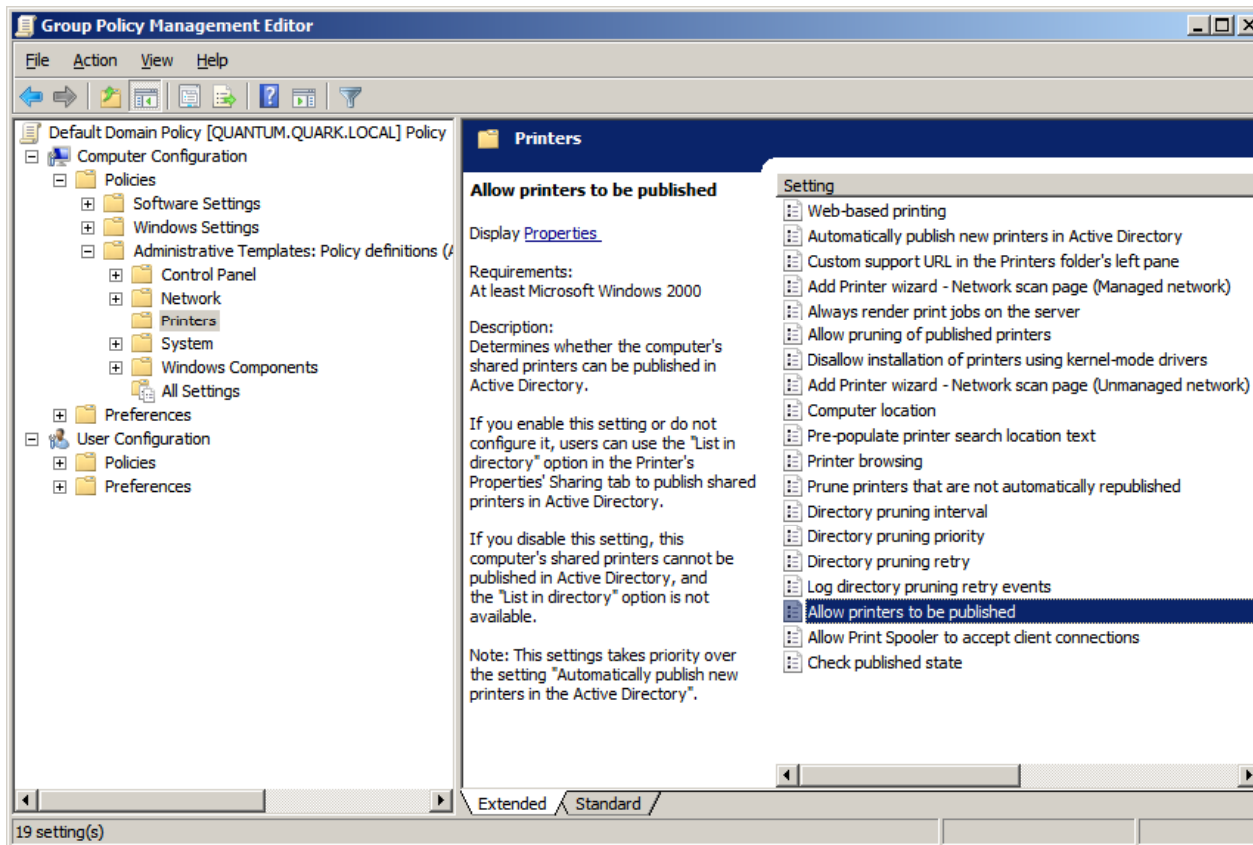 Group Policy Management Editor
File Action View Help
Default Domain Policy [QUANTUM.QUARK.LOCAL] Policy
Computer Configuration
Policies
Software Settings
Windows Settings
Administrative Templates: Policy definitions (
Control Panel
Network
Printers
System
Windows Components
All Settings
Preferences
User Configuration
Policies
Preferences
Printers
Allow printers to be published
Display Properties
Requirements:
At least Microsoft Windows 2000
Description:
Determines whether the computer's
shared printers can be published in
Active Directory.
If you enable this setting or do not
configure it, users can use the "List in
directory" option in the Printer's
Properties' Sharing tab to publish shared
printers in Active Directory.
If you disable this setting, this
computer's shared printers cannot be
published in Active Directory, and
the "List in directory" option is not
available.
Note: This settings takes priority over
the setting "Automatically publish new
printers in the Active Directory".
Setting
Web-based printing
Automatically publish new printers in Active Directory
Custom support URL in the Printers folder's left pane
Add Printer wizard - Network scan page (Managed network)
Always render print jobs on the server
Allow pruning of published printers
Disallow installation of printers using kernel-mode drivers
Add Printer wizard - Network scan page (Unmanaged network)
Computer location
Pre-populate printer search location text
Printer browsing
Prune printers that are not automatically republished
Directory pruning interval
Directory pruning priority
Directory pruning retry
Log directory pruning retry events
Allow printers to be published
Allow Print Spooler to accept client connections
Check published state
Extended Standard
19 setting(s)